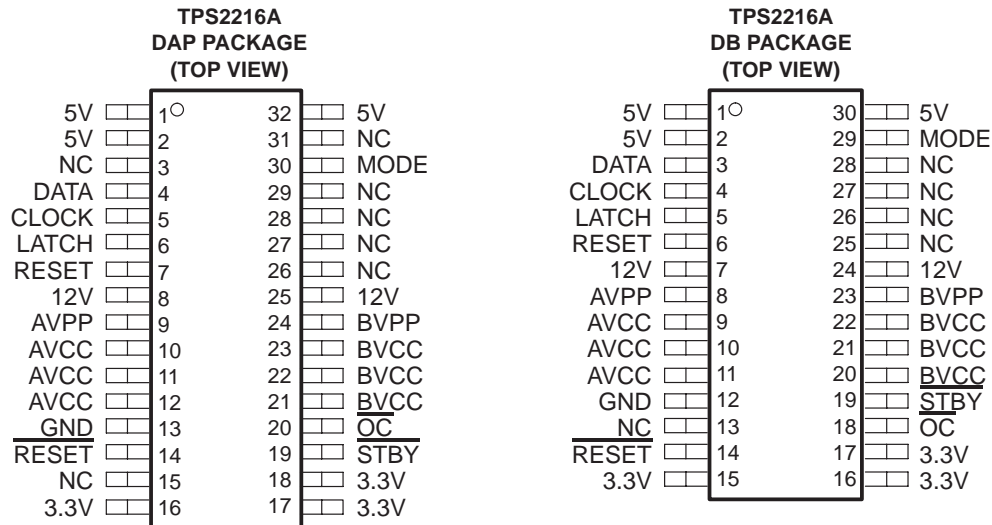 TPS2216A
DAP PACKAGE
(TOP VIEW)
5V 1 32 5V
5V 2 31 NC
NC 3 30 MODE
DATA 4 29 NC
CLOCK 5 28 NC
LATCH 6 27 NC
RESET 7 26 NC
12V 8 25 12V
AVPP 9 24 BVPP
AVCC 10 23 BVCC
AVCC 11 22 BVCC
AVCC 12 21 BVCC
GND 13 20 OC
RESET 14 19 STBY
NC 15 18 3.3V
3.3V 16 17 3.3V
TPS2216A
DB PACKAGE
(TOP VIEW)
5V 1 30 5V
5V 2 29 MODE
DATA 3 28 NC
CLOCK 4 27 NC
LATCH 5 26 NC
RESET 6 25 NC
12V 7 24 12V
AVPP 8 23 BVPP
AVCC 9 22 BVCC
AVCC 10 21 BVCC
AVCC 11 20 BVCC
GND 12 19 STBY
NC 13 18 OC
RESET 14 17 3.3V
3.3V 15 16 3.3V